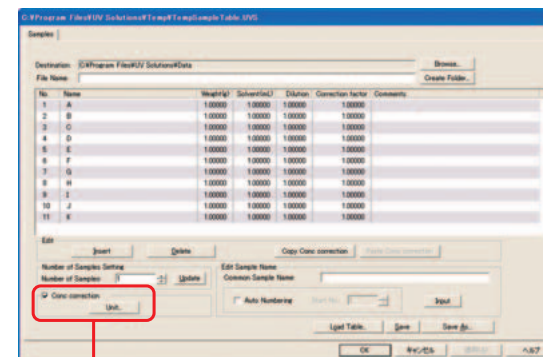 C:¥Program Files¥UV Solutions¥Temp¥TempSampleTable.UVS
Samples
Destination C:¥Program Files¥UV Solutions¥Data Browse...
File Name Create Folder...
No. Name Weight(g) Solvent(mL) Dilution Correction factor Comments
1 A 1.00000 1.00000 1.00000 1.00000
2 B 1.00000 1.00000 1.00000 1.00000
3 C 1.00000 1.00000 1.00000 1.00000
4 D 1.00000 1.00000 1.00000 1.00000
5 E 1.00000 1.00000 1.00000 1.00000
6 F 1.00000 1.00000 1.00000 1.00000
7 G 1.00000 1.00000 1.00000 1.00000
8 H 1.00000 1.00000 1.00000 1.00000
9 I 1.00000 1.00000 1.00000 1.00000
10 J 1.00000 1.00000 1.00000 1.00000
11 K 1.00000 1.00000 1.00000 1.00000
Edit
Insert Delete Copy Conc correction Paste Conc correction
Number of Samples Setting Edit Sample Name
Number of Samples Update Common Sample Name
Conc correction Auto Numbering Start No. Input
Unit...
Load Table... Save Save As...
OK キャンセル ヘルプ